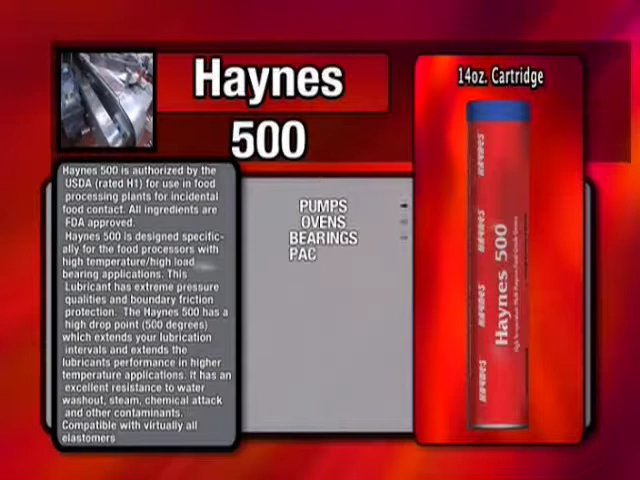 Haynes
500
14oz. Cartridge
Haynes 500 is authorized by the
USDA (rated H1) for use in food
processing plants for incidental
food contact. All ingredients are
FDA approved.
Haynes 500 is designed specific-
ally for the food processors with
high temperature/high load
bearing applications. This
Lubricant has extreme pressure
qualities and boundary friction
protection. The Haynes 500 has a
high drop point (500 degrees)
which extends your lubrication
intervals and extends the
lubricants performance in higher
temperature applications. It has an
excellent resistance to water
washout, steam, chemical attack
and other contaminants.
Compatible with virtually all
elastomers
PUMPS
OVENS
BEARINGS
PAC
HAYNES
HAYNES
HAYNES
HAYNES
Haynes 500